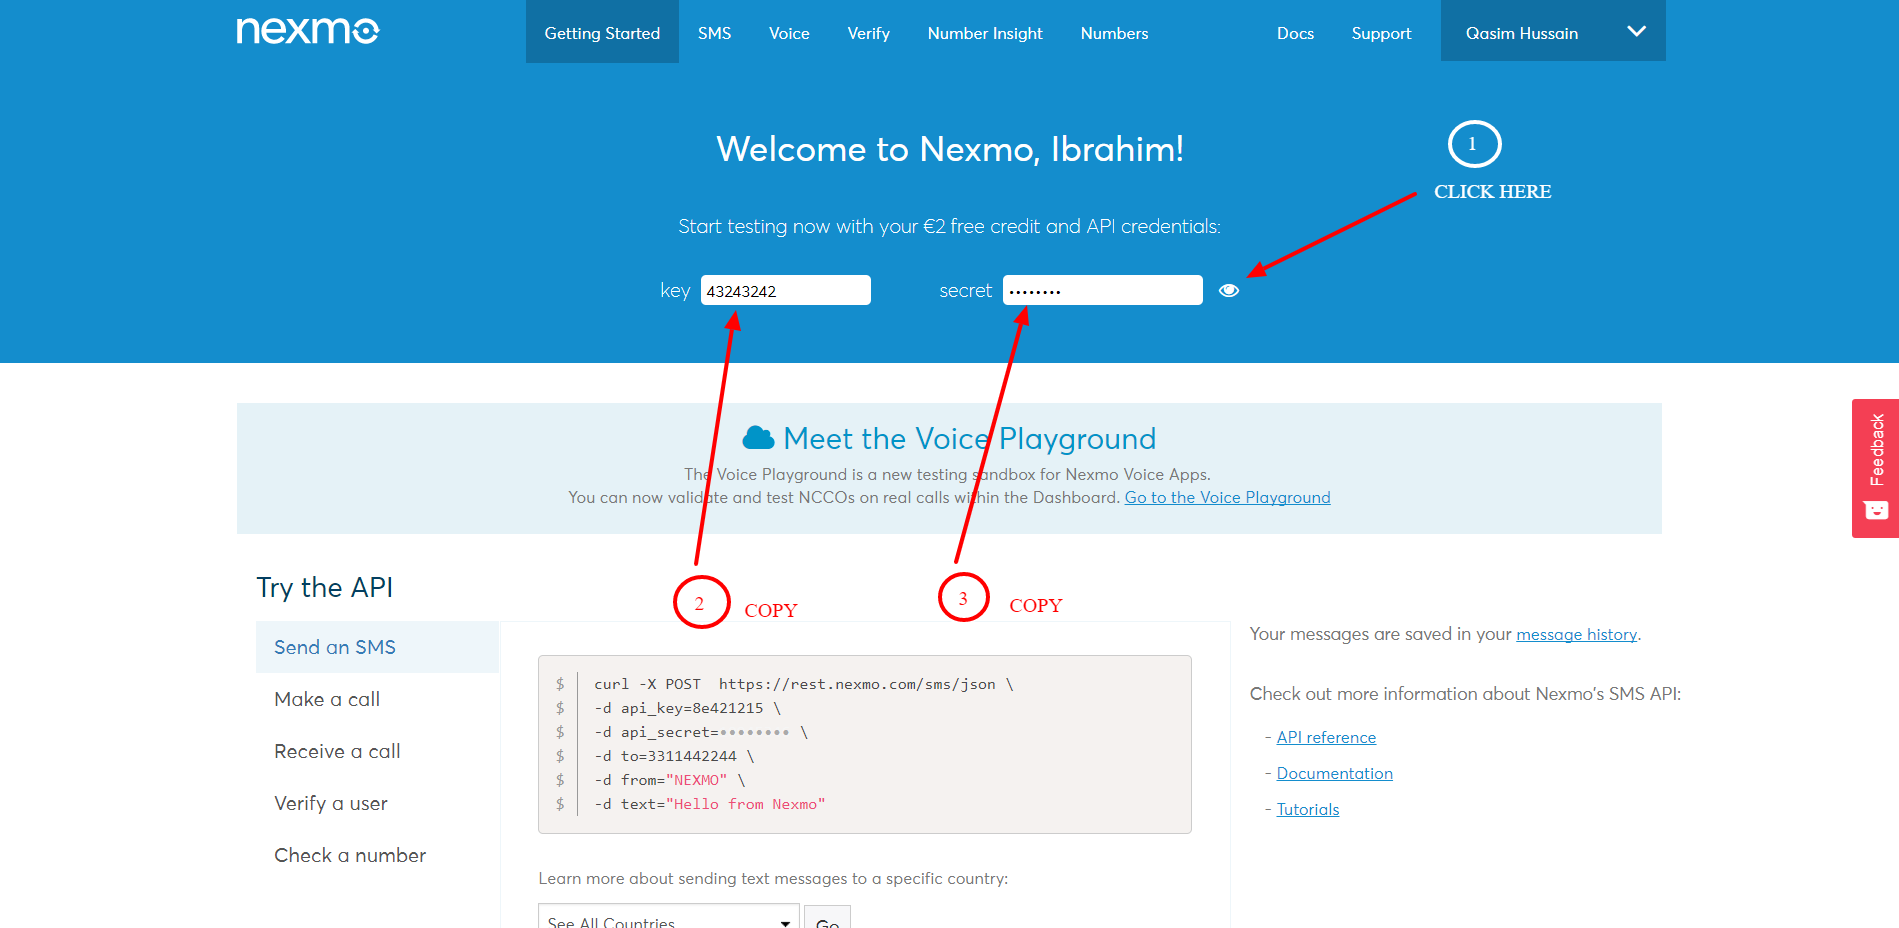 nexmo
Getting Started SMS Voice Verify Number Insight Numbers Docs Support Qasim Hussain
Welcome to Nexmo, Ibrahim!
1
CLICK HERE
Start testing now with your €2 free credit and API credentials:
key 43243242 secret ••••••••
Feedback
Meet the Voice Playground
The Voice Playground is a new testing sandbox for Nexmo Voice Apps.
You can now validate and test NCCOs on real calls within the Dashboard. Go to the Voice Playground
2 COPY
3 COPY
Try the API
Send an SMS
Make a call
Receive a call
Verify a user
Check a number
$ curl -X POST  https://rest.nexmo.com/sms/json \
$ -d api_key=8e421215 \
$ -d api_secret=•••••••• \
$ -d to=3311442244 \
$ -d from="NEXMO" \
$ -d text="Hello from Nexmo"
Learn more about sending text messages to a specific country:
See All Countries Go
Your messages are saved in your message history.
Check out more information about Nexmo's SMS API:
- API reference
- Documentation
- Tutorials